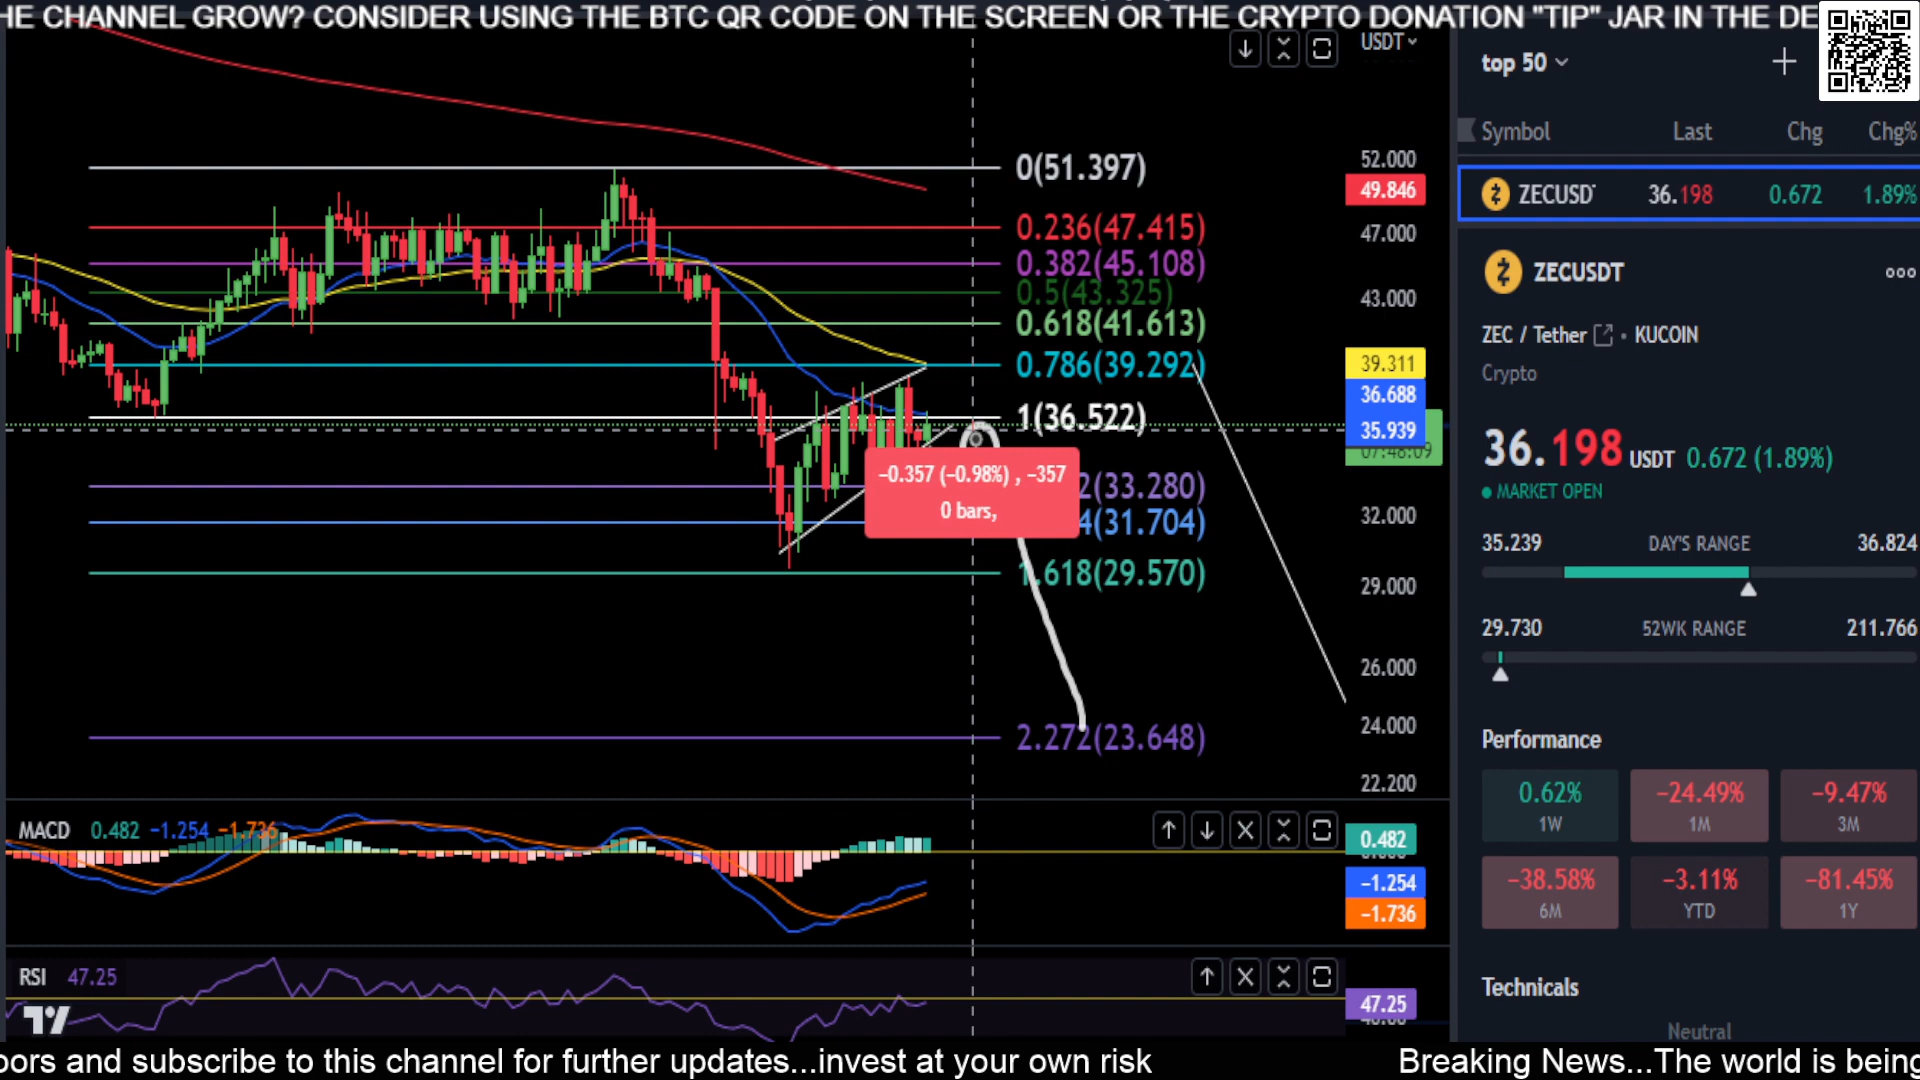 HE CHANNEL GROW? CONSIDER USING THE BTC QR CODE ON THE SCREEN OR THE CRYPTO DONATION "TIP" JAR IN THE DE
USDT
0(51.397)
0.236(47.415)
0.382(45.108)
0.5(43.325)
0.618(41.613)
0.786(39.292)
1(36.522)
2(33.280)
4(31.704)
1.618(29.570)
2.272(23.648)
−0.357 (−0.98%) , −357
0 bars,
52.000
49.846
47.000
43.000
39.311
36.688
35.939
07:48:09
32.000
29.000
26.000
24.000
22.200
MACD 0.482 −1.254 −1.736
0.482
−1.254
−1.736
RSI 47.25
47.25
top 50
Symbol Last Chg Chg%
ZECUSDT 36.198 0.672 1.89%
ZECUSDT
ZEC / Tether · KUCOIN
Crypto
36.198 USDT 0.672 (1.89%)
MARKET OPEN
35.239 DAY'S RANGE 36.824
29.730 52WK RANGE 211.766
Performance
0.62% −24.49% −9.47%
1W 1M 3M
−38.58% −3.11% −81.45%
6M YTD 1Y
Technicals
Neutral
oors and subscribe to this channel for further updates...invest at your own risk Breaking News...The world is being